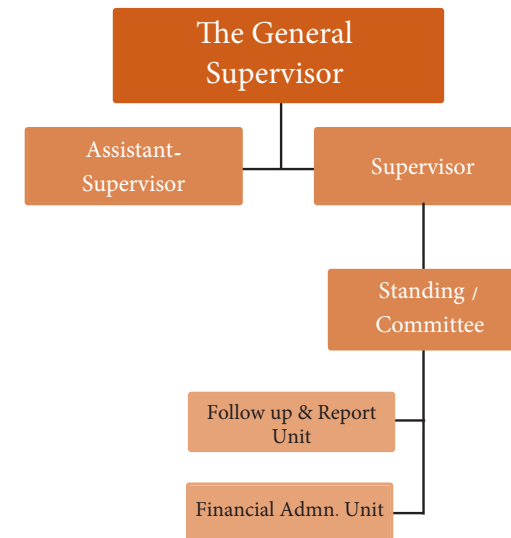 The General
Supervisor
Assistant-
Supervisor
Supervisor
Standing /
Committee
Follow up & Report
Unit
Financial Admn. Unit